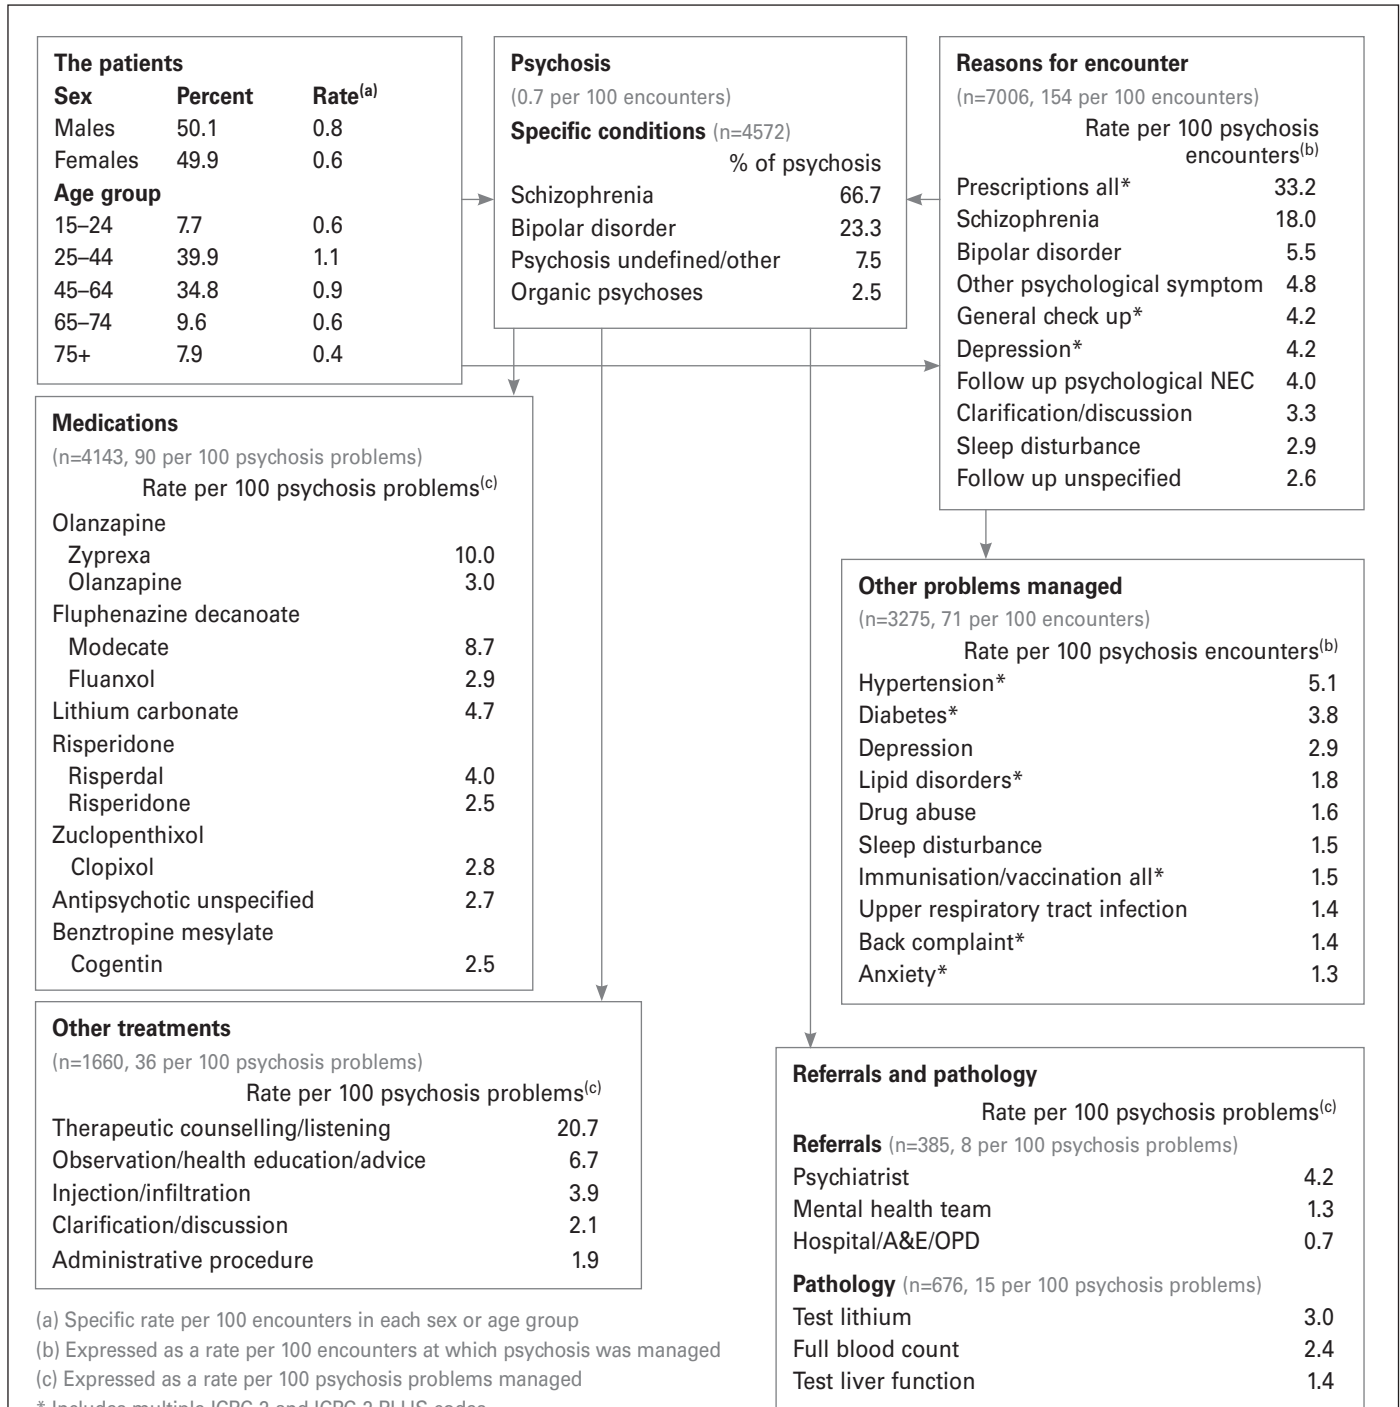 The patients
Sex Percent Rate(a)
Males 50.1 0.8
Females 49.9 0.6
Age group
15–24 7.7 0.6
25–44 39.9 1.1
45–64 34.8 0.9
65–74 9.6 0.6
75+ 7.9 0.4
Psychosis
(0.7 per 100 encounters)
Specific conditions (n=4572)
% of psychosis
Schizophrenia 66.7
Bipolar disorder 23.3
Psychosis undefined/other 7.5
Organic psychoses 2.5
Reasons for encounter
(n=7006, 154 per 100 encounters)
Rate per 100 psychosis
encounters(b)
Prescriptions all* 33.2
Schizophrenia 18.0
Bipolar disorder 5.5
Other psychological symptom 4.8
General check up* 4.2
Depression* 4.2
Follow up psychological NEC 4.0
Clarification/discussion 3.3
Sleep disturbance 2.9
Follow up unspecified 2.6
Medications
(n=4143, 90 per 100 psychosis problems)
Rate per 100 psychosis problems(c)
Olanzapine
Zyprexa 10.0
Olanzapine 3.0
Fluphenazine decanoate
Modecate 8.7
Fluanxol 2.9
Lithium carbonate 4.7
Risperidone
Risperdal 4.0
Risperidone 2.5
Zuclopenthixol
Clopixol 2.8
Antipsychotic unspecified 2.7
Benztropine mesylate
Cogentin 2.5
Other problems managed
(n=3275, 71 per 100 encounters)
Rate per 100 psychosis encounters(b)
Hypertension* 5.1
Diabetes* 3.8
Depression 2.9
Lipid disorders* 1.8
Drug abuse 1.6
Sleep disturbance 1.5
Immunisation/vaccination all* 1.5
Upper respiratory tract infection 1.4
Back complaint* 1.4
Anxiety* 1.3
Other treatments
(n=1660, 36 per 100 psychosis problems)
Rate per 100 psychosis problems(c)
Therapeutic counselling/listening 20.7
Observation/health education/advice 6.7
Injection/infiltration 3.9
Clarification/discussion 2.1
Administrative procedure 1.9
Referrals and pathology
Rate per 100 psychosis problems(c)
Referrals (n=385, 8 per 100 psychosis problems)
Psychiatrist 4.2
Mental health team 1.3
Hospital/A&E/OPD 0.7
Pathology (n=676, 15 per 100 psychosis problems)
Test lithium 3.0
Full blood count 2.4
Test liver function 1.4
(a) Specific rate per 100 encounters in each sex or age group
(b) Expressed as a rate per 100 encounters at which psychosis was managed
(c) Expressed as a rate per 100 psychosis problems managed
* Includes multiple ICPC-2 and ICPC-2 PLUS codes